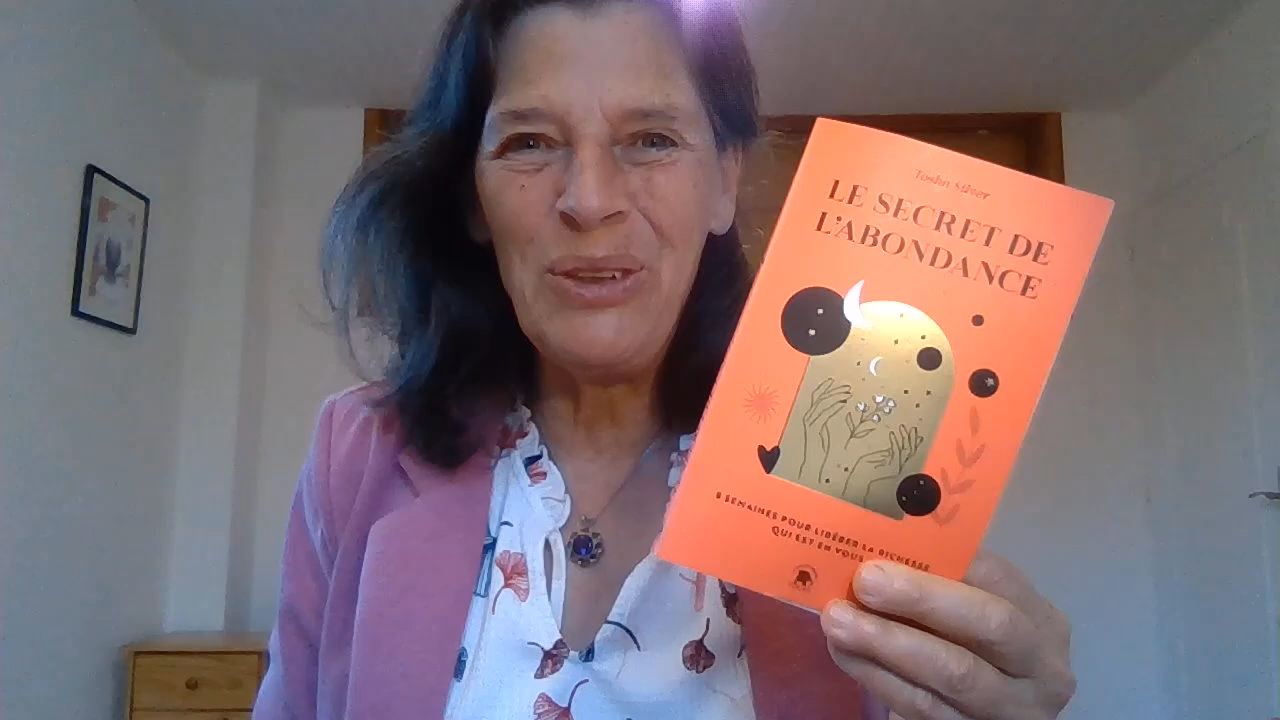 Tosha Silver
LE SECRET DE
L'ABONDANCE
8 SEMAINES POUR LIBÉRER LA RICHESSE
QUI EST EN VOUS